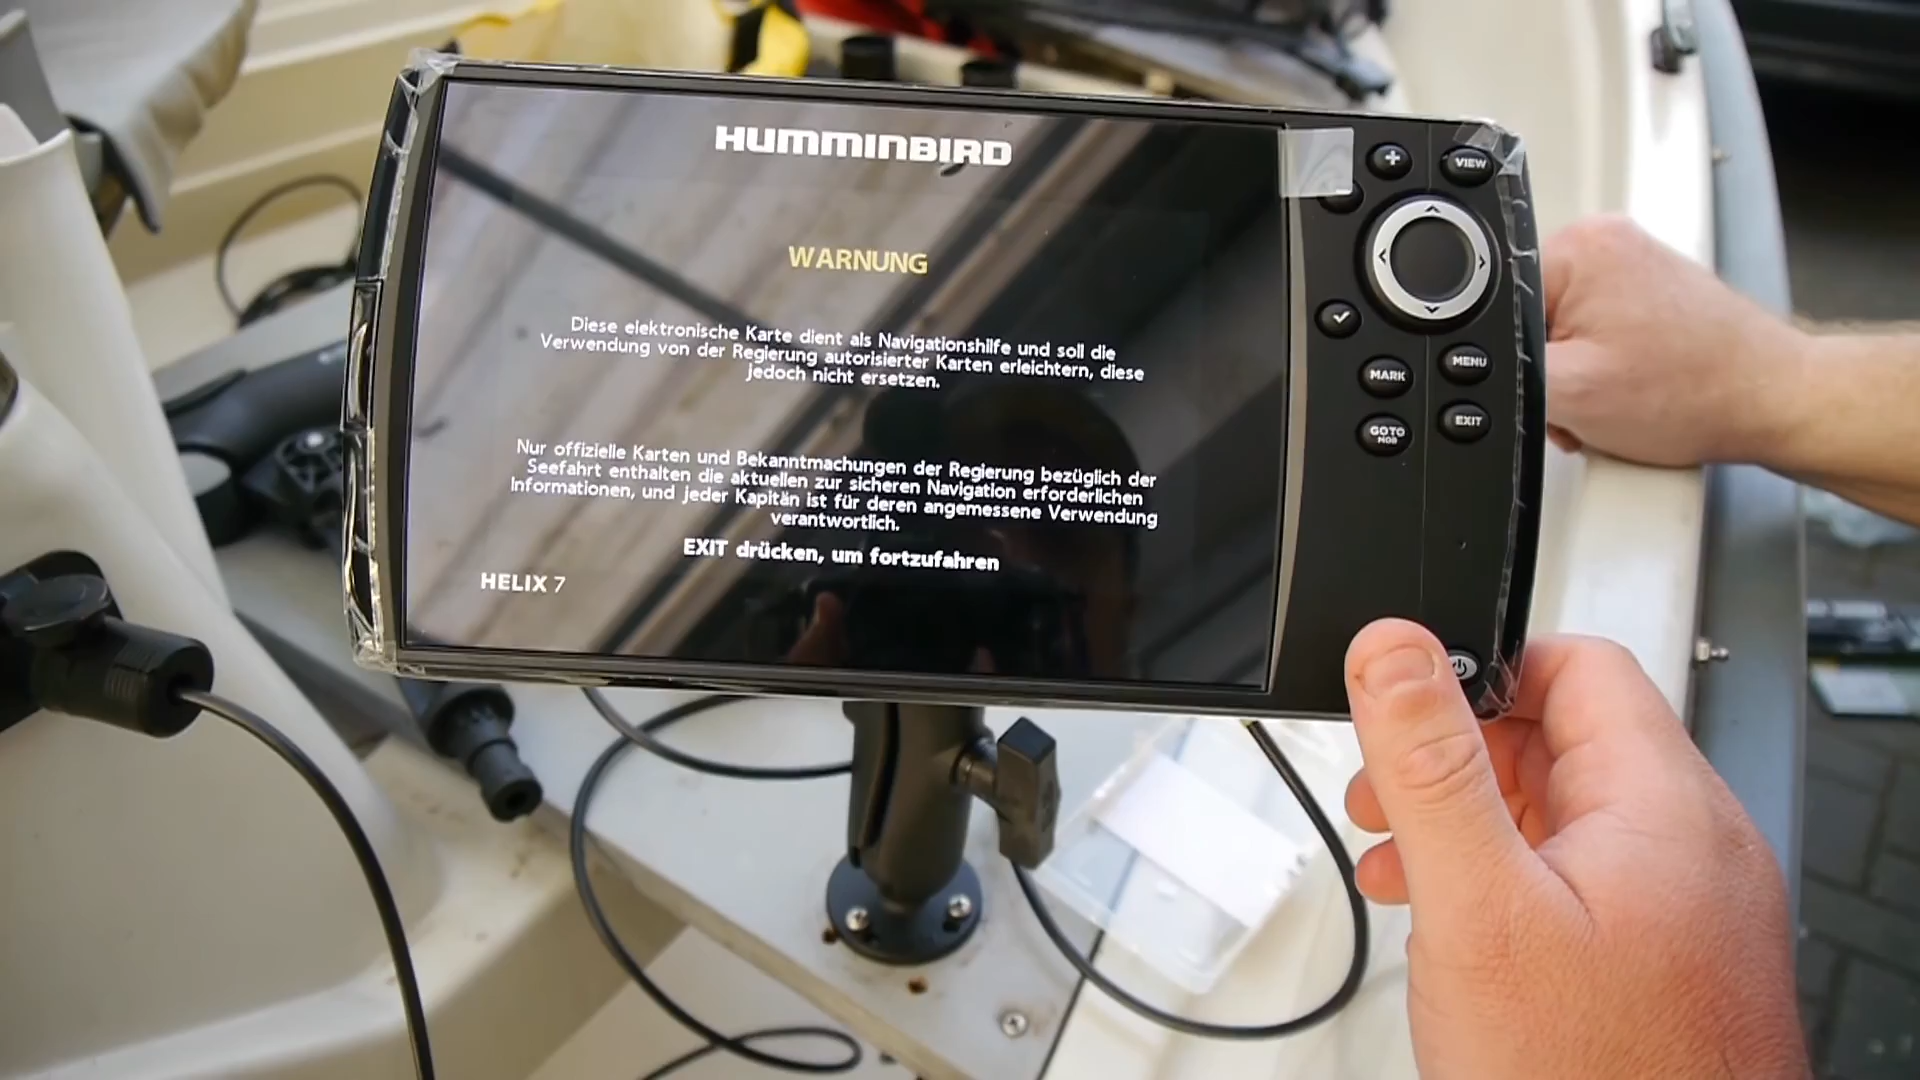 HUMMINBIRD
WARNUNG
Diese elektronische Karte dient als Navigationshilfe und soll die
Verwendung von der Regierung autorisierter Karten erleichtern, diese
jedoch nicht ersetzen.
Nur offizielle Karten und Bekanntmachungen der Regierung bezüglich der
Seefahrt enthalten die aktuellen zur sicheren Navigation erforderlichen
Informationen, und jeder Kapitän ist für deren angemessene Verwendung
verantwortlich.
EXIT drücken, um fortzufahren
HELIX 7
VIEW
MENU
MARK
EXIT
GOTO
MOB